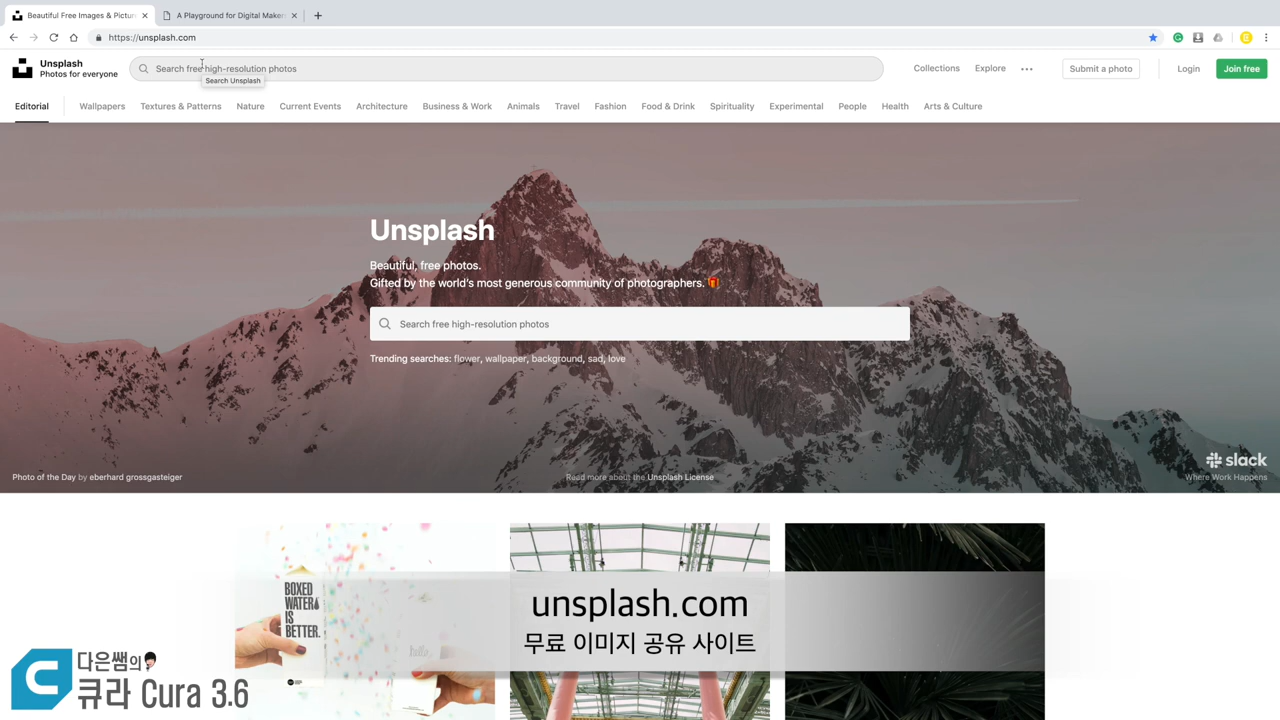 Beautiful Free Images & Pictur
A Playground for Digital Maker
https://unsplash.com
Unsplash
Photos for everyone
Search free high-resolution photos
Search Unsplash
Collections
Explore
Submit a photo
Login
Join free
Editorial
Wallpapers
Textures & Patterns
Nature
Current Events
Architecture
Business & Work
Animals
Travel
Fashion
Food & Drink
Spirituality
Experimental
People
Health
Arts & Culture
Unsplash
Beautiful, free photos.
Gifted by the world's most generous community of photographers.
Search free high-resolution photos
Trending searches: flower, wallpaper, background, sad, love
Photo of the Day by eberhard grossgasteiger
Read more about the Unsplash License
slack
Where Work Happens
BOXED
WATER
IS
BETTER.
unsplash.com
무료 이미지 공유 사이트
다은쌤의
큐라 Cura 3.6